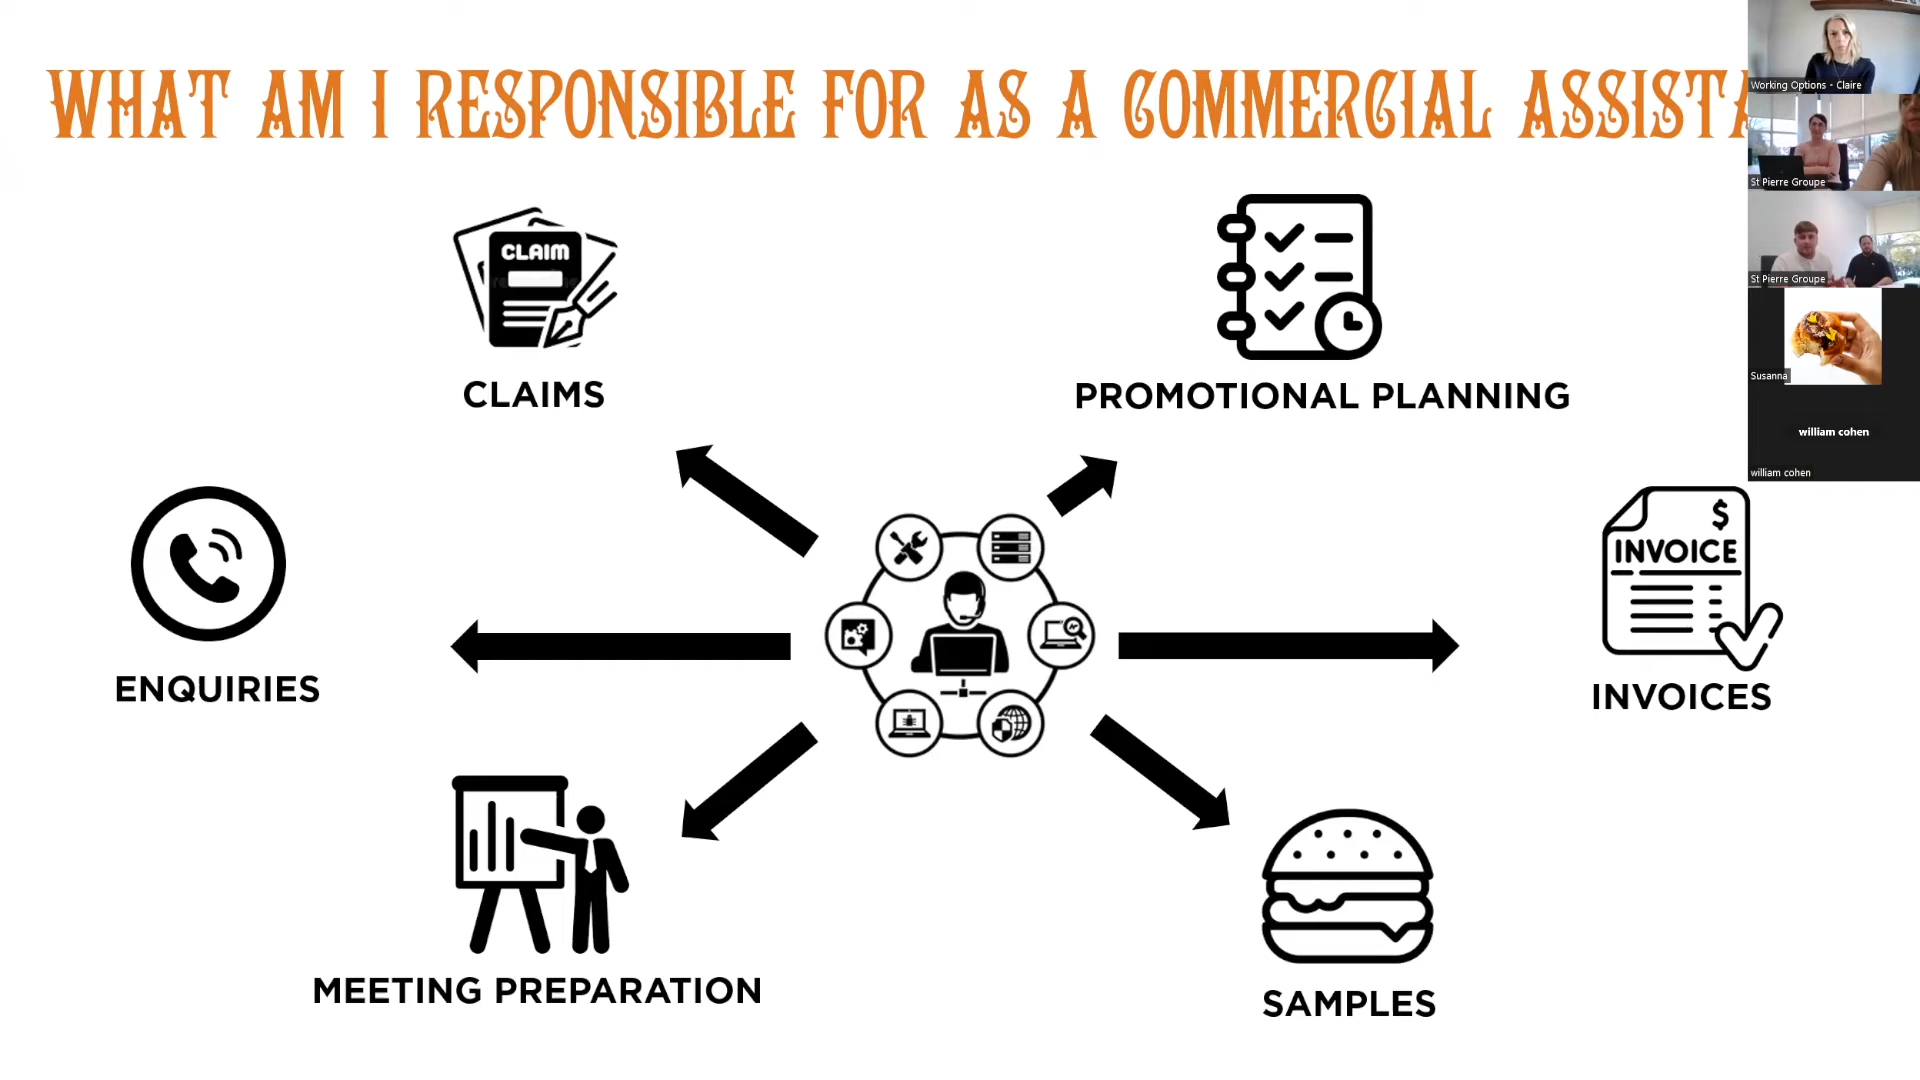 WHAT AM I RESPONSIBLE FOR AS A COMMERCIAL ASSISTA
Working Options - Claire
St Pierre Groupe
St Pierre Groupe
Susanna
william cohen
william cohen
CLAIM
CLAIMS
PROMOTIONAL PLANNING
ENQUIRIES
$
INVOICE
INVOICES
MEETING PREPARATION
SAMPLES